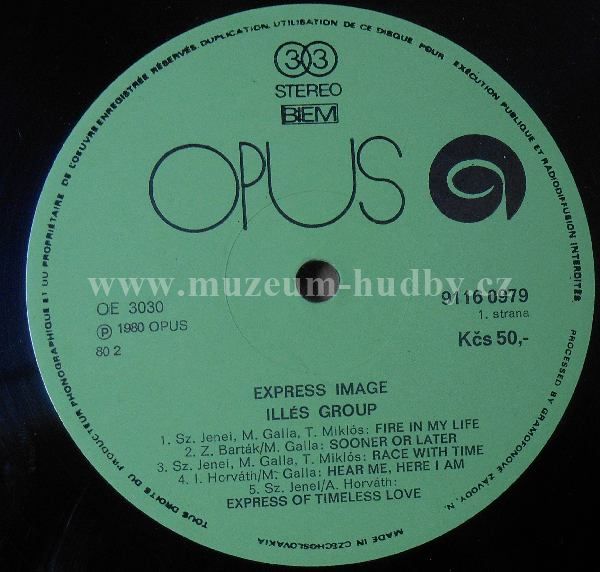 TOUS DROITS DU PRODUCTEUR PHONOGRAPHIQUE ET DU PROPRIÉTAIRE DE L'OEUVRE ENREGISTRÉE RÉSERVÉS. DUPLICATION, UTILISATION DE CE DISQUE POUR EXÉCUTION PUBLIQUE ET RADIODIFFUSION INTERDITES
33
STEREO
BIEM
OPUS
www.muzeum-hudby.cz
OE 3030
Ⓟ 1980 OPUS
80 2
9116 0979
1. strana
Kčs 50,-
EXPRESS IMAGE
ILLÉS GROUP
1. Sz. Jenei, M. Galla, T. Miklós: FIRE IN MY LIFE
2. Z. Barták/M. Galla: SOONER OR LATER
3. Sz. Jenei, M. Galla, T. Miklós: RACE WITH TIME
4. I. Horváth/M. Galla: HEAR ME, HERE I AM
5. Sz. Jenei/A. Horváth:
EXPRESS OF TIMELESS LOVE
PROCESSED BY GRAMOFONOVÉ ZÁVODY, N.
MADE IN CZECHOSLOVAKIA